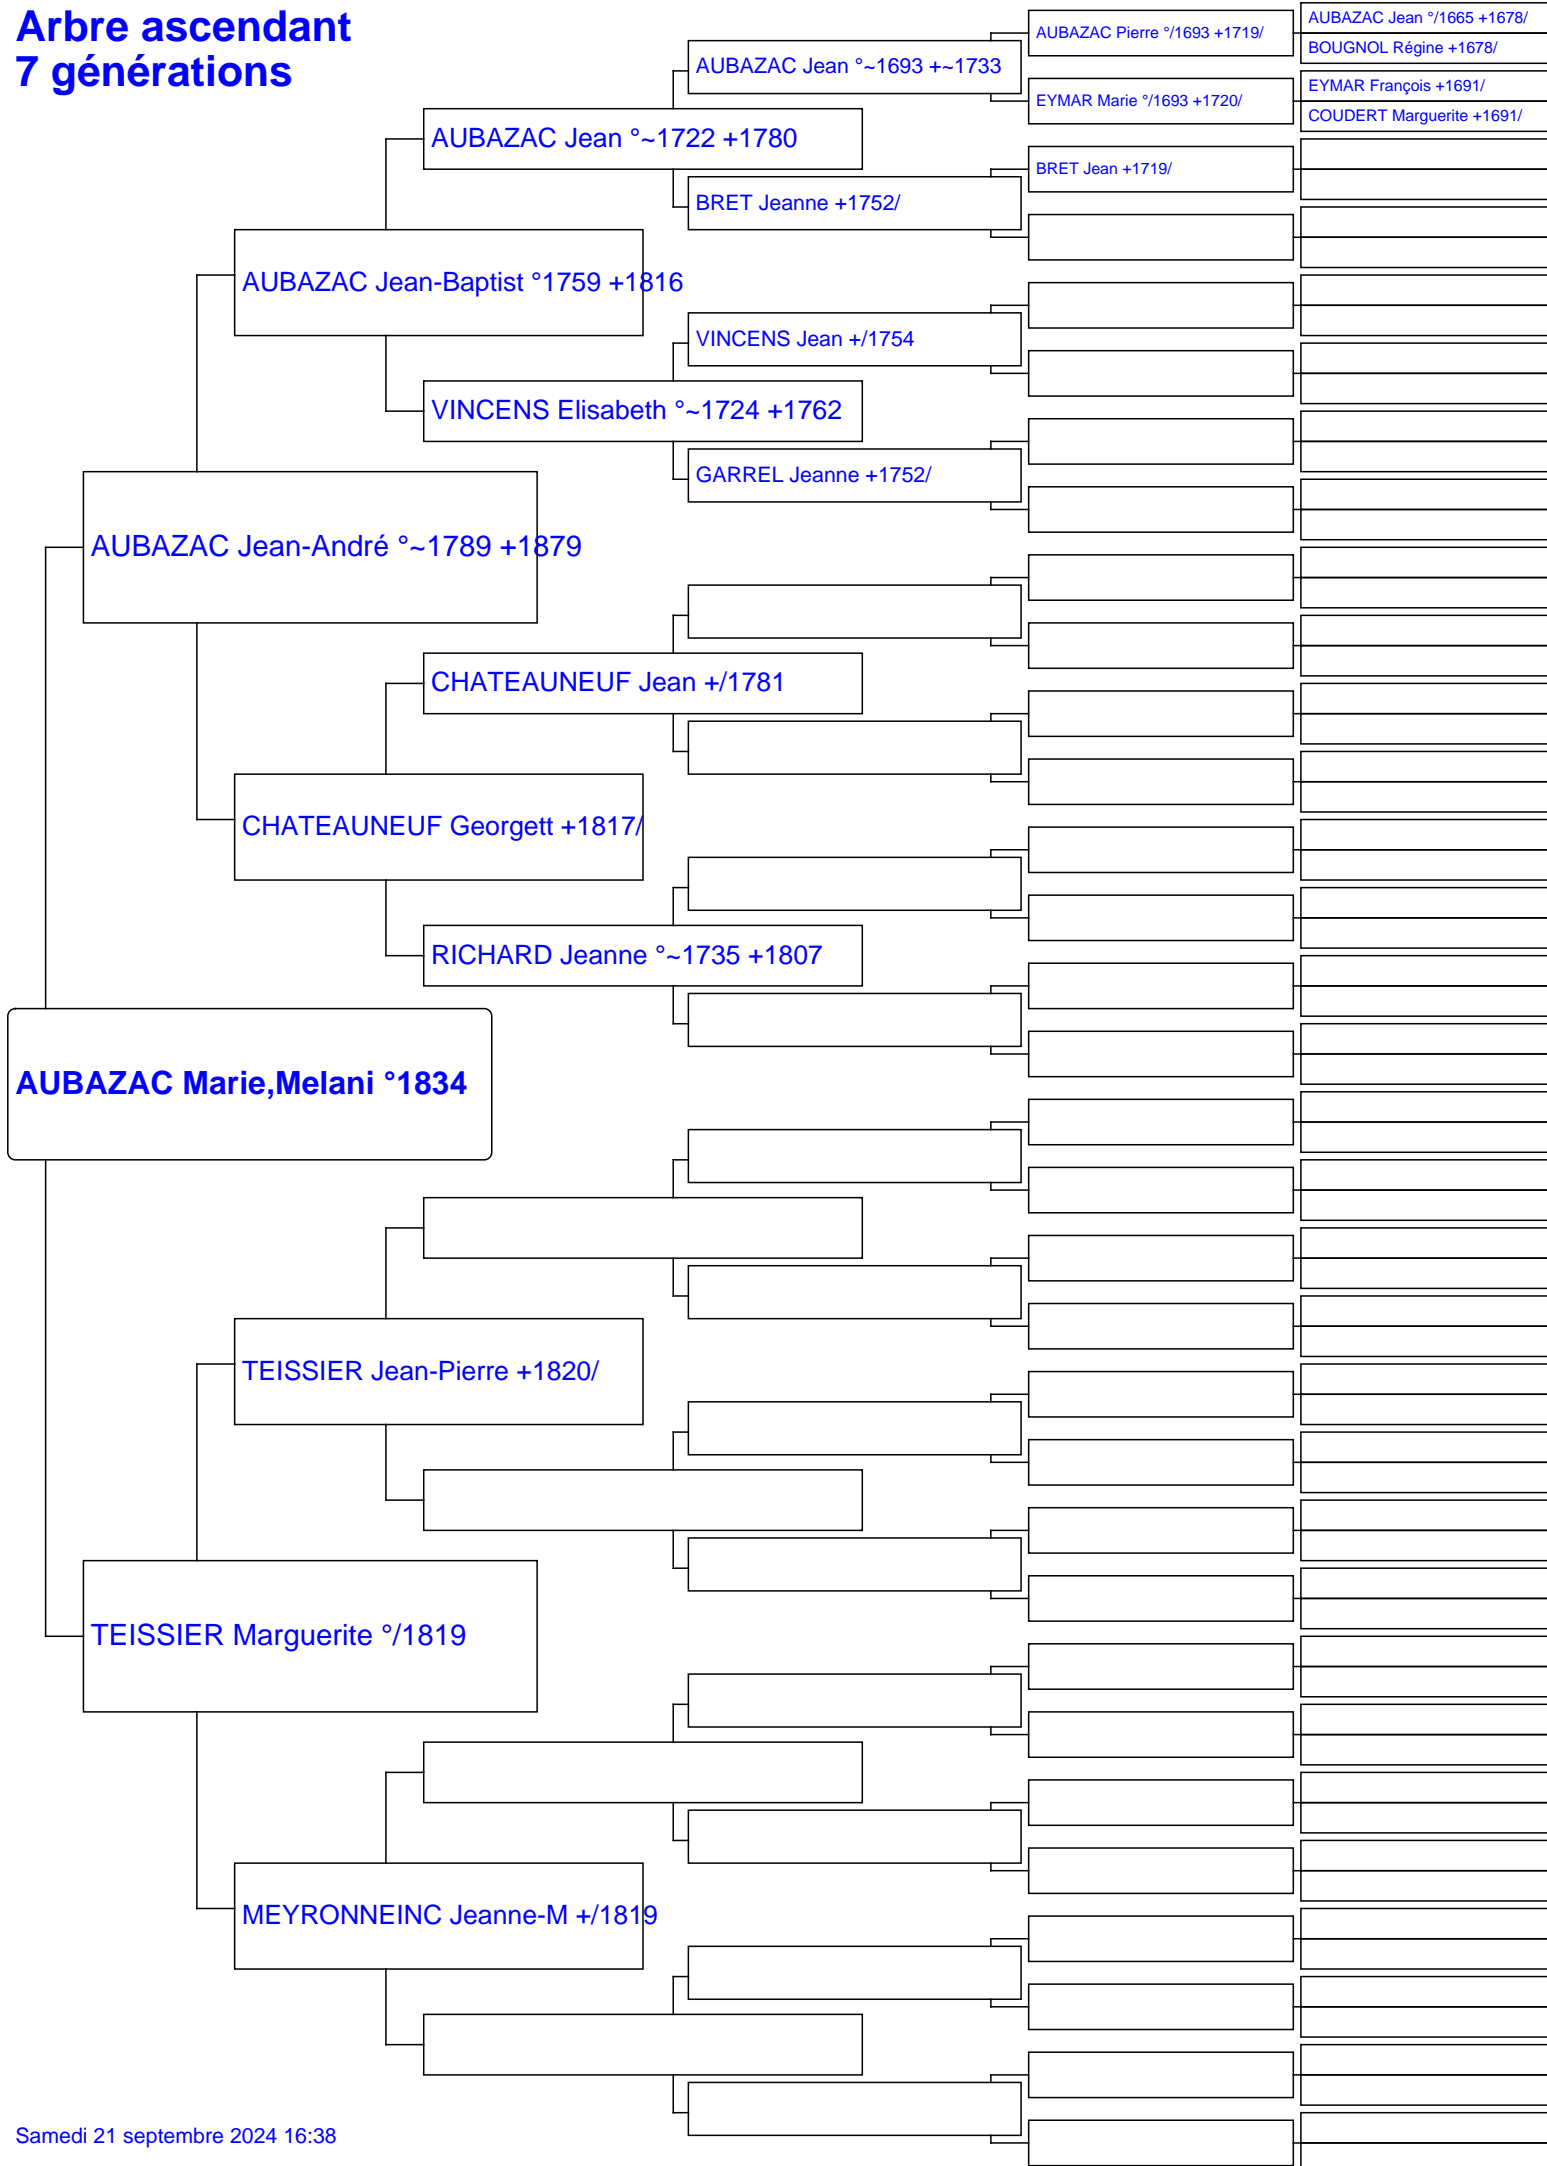 Arbre ascendant
7 générations
AUBAZAC Jean °/1665 +1678/
AUBAZAC Pierre °/1693 +1719/
BOUGNOL Régine +1678/
AUBAZAC Jean °~1693 +~1733
EYMAR François +1691/
EYMAR Marie °/1693 +1720/
COUDERT Marguerite +1691/
AUBAZAC Jean °~1722 +1780
BRET Jean +1719/
BRET Jeanne +1752/
AUBAZAC Jean-Baptist °1759 +1816
VINCENS Jean +/1754
VINCENS Elisabeth °~1724 +1762
GARREL Jeanne +1752/
AUBAZAC Jean-André °~1789 +1879
CHATEAUNEUF Jean +/1781
CHATEAUNEUF Georgett +1817/
RICHARD Jeanne °~1735 +1807
AUBAZAC Marie,Melani °1834
TEISSIER Jean-Pierre +1820/
TEISSIER Marguerite °/1819
MEYRONNEINC Jeanne-M +/1819
Samedi 21 septembre 2024 16:38